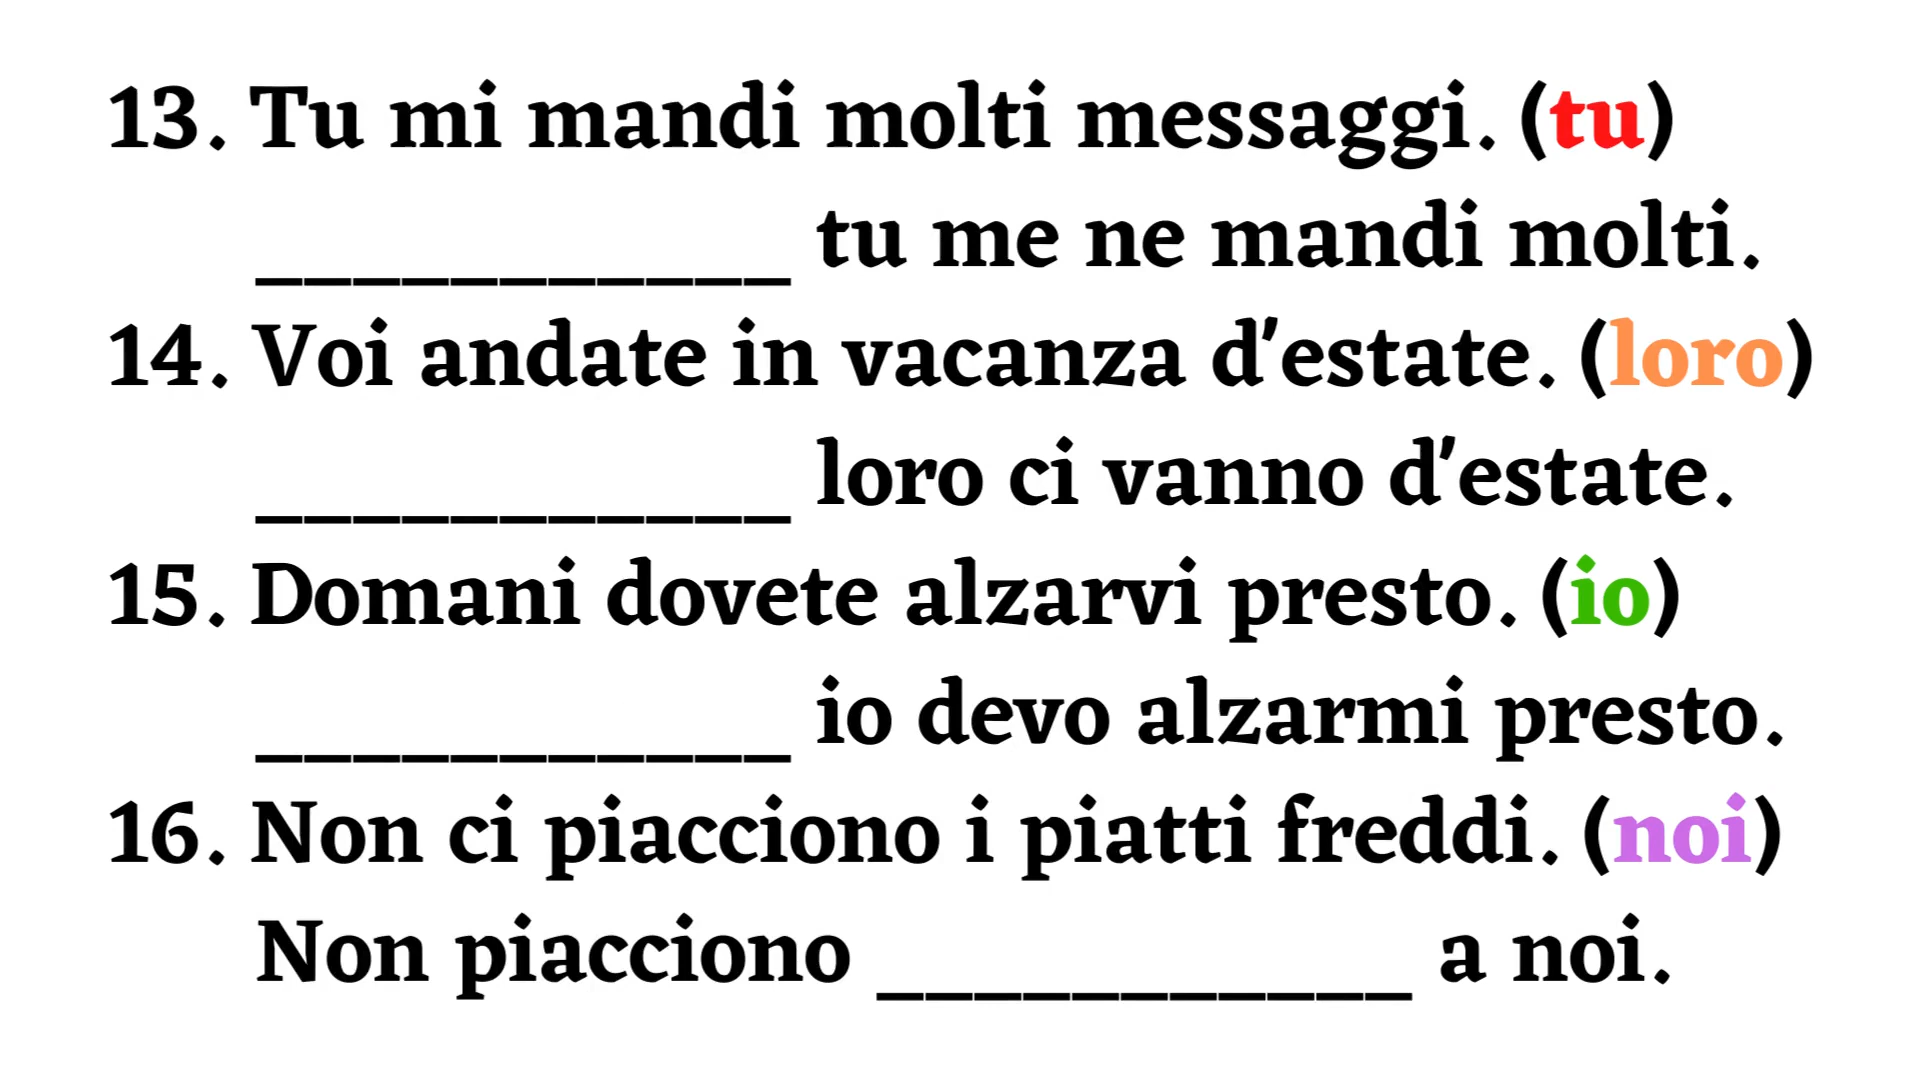 13. Tu mi mandi molti messaggi. (tu)
___________ tu me ne mandi molti.
14. Voi andate in vacanza d'estate. (loro)
___________ loro ci vanno d'estate.
15. Domani dovete alzarvi presto. (io)
___________ io devo alzarmi presto.
16. Non ci piacciono i piatti freddi. (noi)
Non piacciono ___________ a noi.